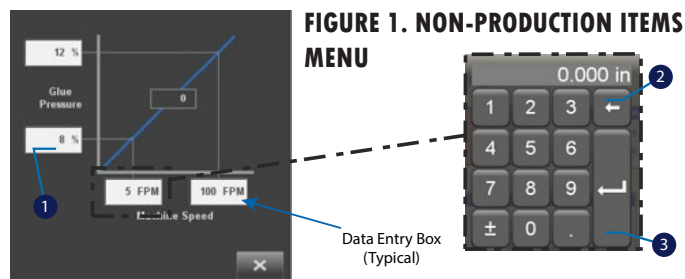 FIGURE 1. NON-PRODUCTION ITEMS
MENU
12 %
Glue
Pressure
0
8 %
1
5 FPM
100 FPM
Machine Speed
×
Data Entry Box
(Typical)
0.000 in
1 2 3 ←
4 5 6
7 8 9
± 0 .
2
3